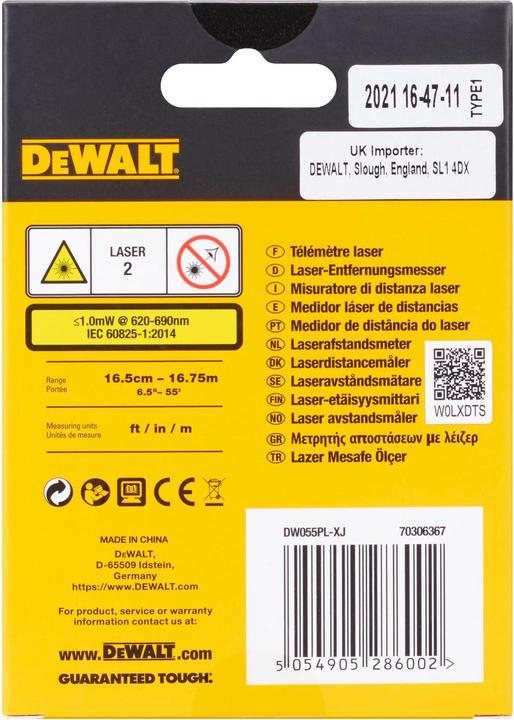 2021 16-47-11
TYPE1
UK Importer:
DEWALT, Slough, England, SL1 4DX
DEWALT
LASER
2
≤1.0mW @ 620-690nm
IEC 60825-1:2014
Range
Portée
16.5cm – 16.75m
6.5"– 55'
Measuring units
Unités de mesure
ft / in / m
F Télémètre laser
D Laser-Entfernungsmesser
I Misuratore di distanza laser
E Medidor láser de distancias
PT Medidor de distância do laser
NL Laserafstandsmeter
DK Laserdistancemåler
SE Laseravståndsmätare
FIN Laser-etäisyysmittari
NO Laser avstandsmåler
GR Μετρητής αποστάσεων με λέιζερ
TR Lazer Mesafe Ölçer
W0LXDTS
CE
MADE IN CHINA
DEWALT,
D-65509 Idstein,
Germany
https://www.DEWALT.com
For product, service or warranty
information contact us at:
www.DEWALT.com
GUARANTEED TOUGH.
DW055PL-XJ 70306367
5 054905 286002 >